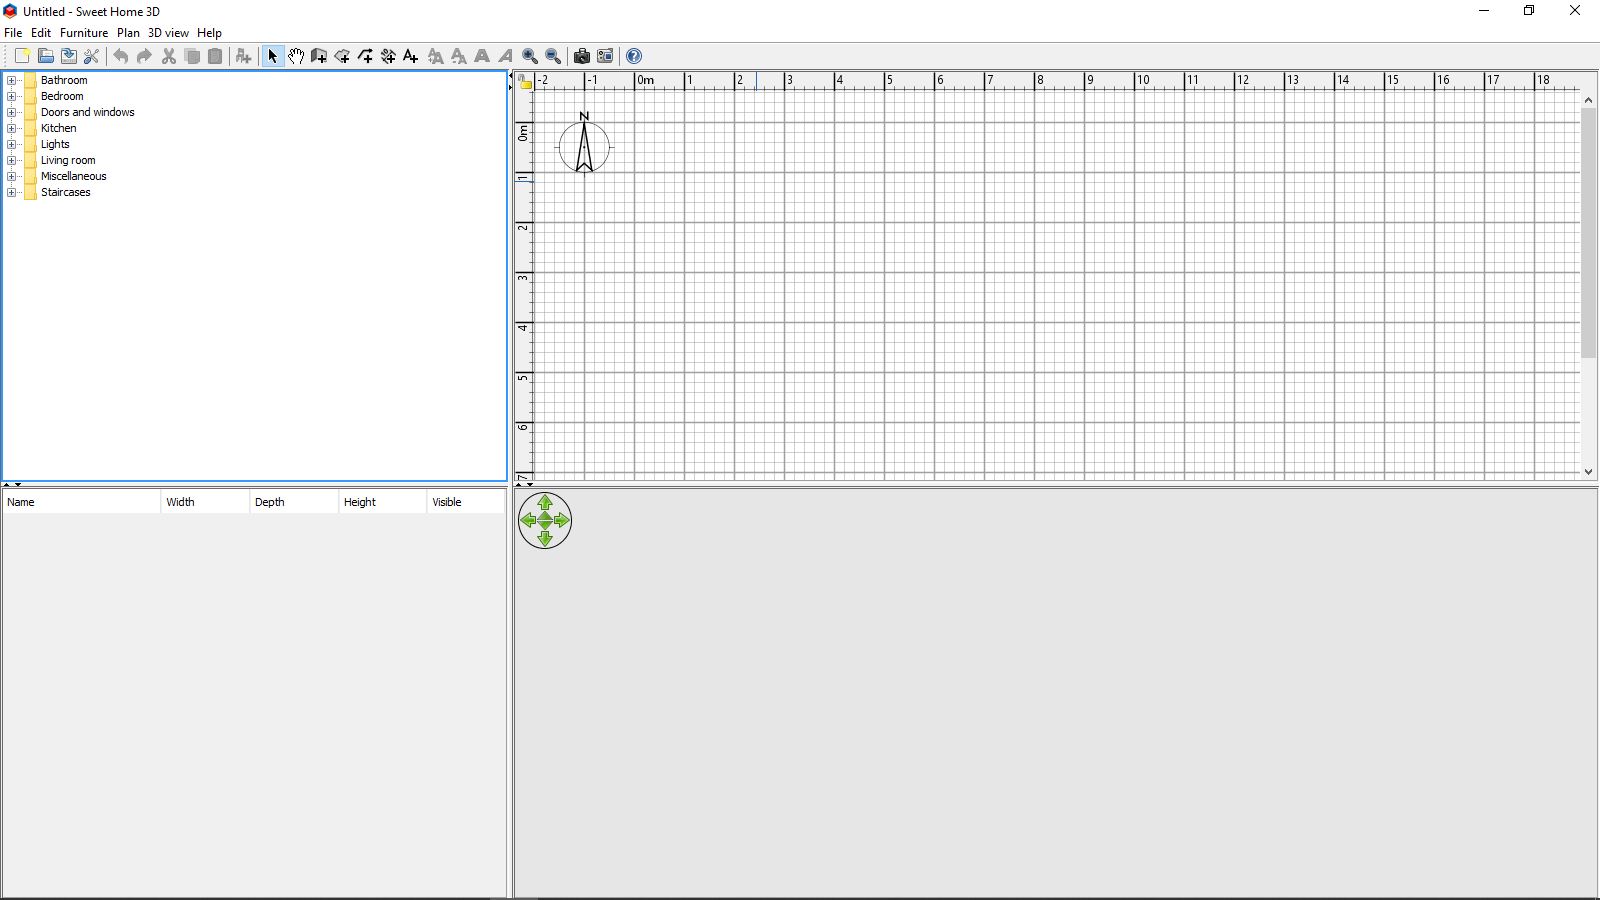 Untitled - Sweet Home 3D
File Edit Furniture Plan 3D view Help
Bathroom
Bedroom
Doors and windows
Kitchen
Lights
Living room
Miscellaneous
Staircases
-2 -1 0m 1 2 3 4 5 6 7 8 9 10 11 12 13 14 15 16 17 18
N
0m
1
2
3
4
5
6
7
Name Width Depth Height Visible